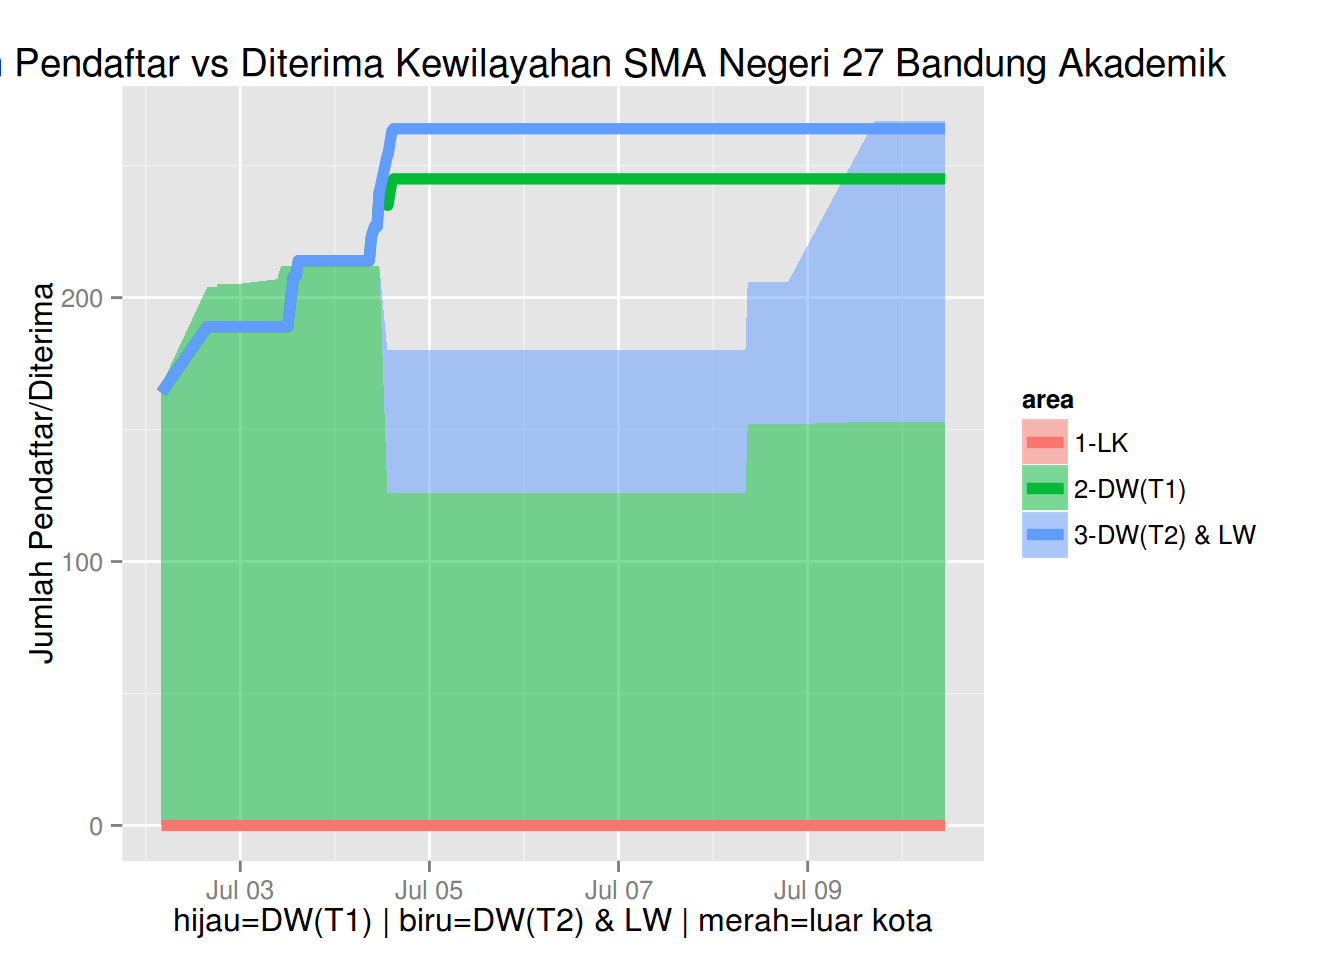 Pendaftar vs Diterima Kewilayahan SMA Negeri 27 Bandung Akademik
Jumlah Pendaftar/Diterima
200
100
0
Jul 03
Jul 05
Jul 07
Jul 09
hijau=DW(T1) | biru=DW(T2) & LW | merah=luar kota
area
1-LK
2-DW(T1)
3-DW(T2) & LW